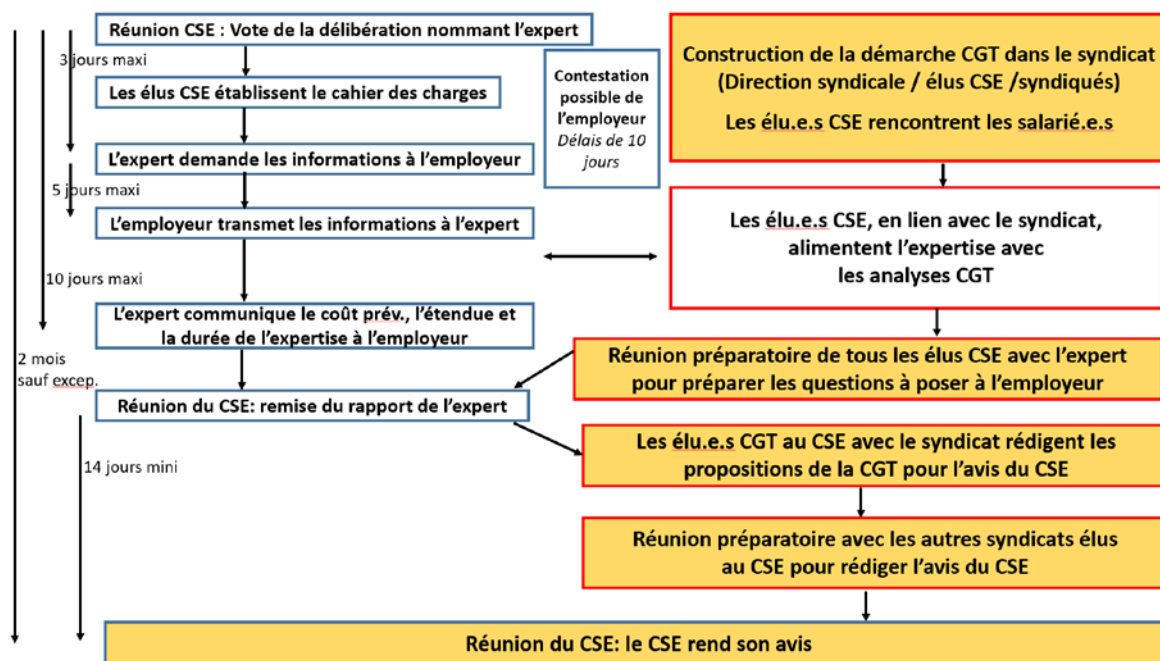 Réunion CSE : Vote de la délibération nommant l'expert
3 jours maxi
Les élus CSE établissent le cahier des charges
L'expert demande les informations à l'employeur
5 jours maxi
L'employeur transmet les informations à l'expert
10 jours maxi
L'expert communique le coût prév., l'étendue et
la durée de l'expertise à l'employeur
2 mois
sauf excep.
Réunion du CSE: remise du rapport de l'expert
14 jours mini
Contestation
possible de
l'employeur
Délais de 10
jours
Construction de la démarche CGT dans le syndicat
(Direction syndicale / élus CSE /syndiqués)
Les élu.e.s CSE rencontrent les salarié.e.s
Les élu.e.s CSE, en lien avec le syndicat,
alimentent l'expertise avec
les analyses CGT
Réunion préparatoire de tous les élus CSE avec l'expert
pour préparer les questions à poser à l'employeur
Les élu.e.s CGT au CSE avec le syndicat rédigent les
propositions de la CGT pour l'avis du CSE
Réunion préparatoire avec les autres syndicats élus
au CSE pour rédiger l'avis du CSE
Réunion du CSE: le CSE rend son avis